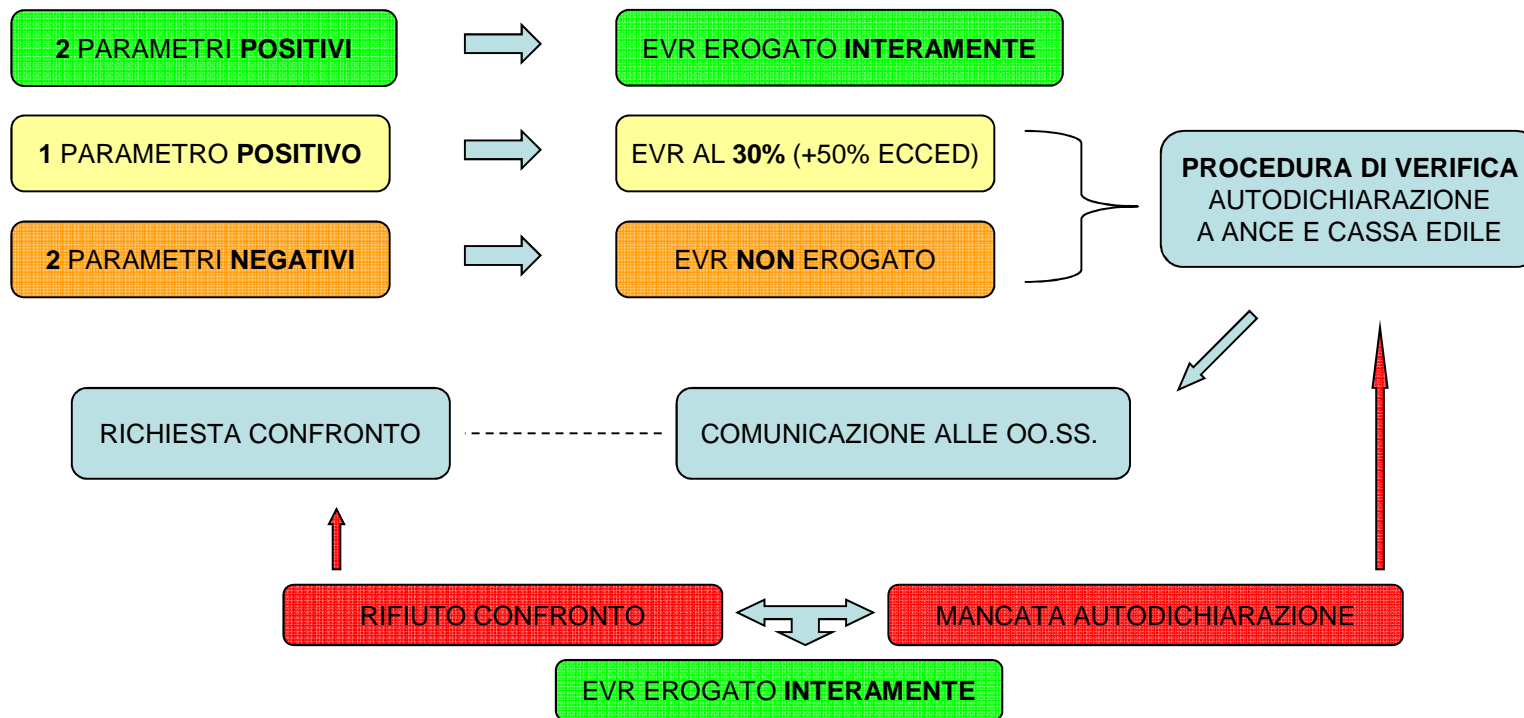 2 PARAMETRI POSITIVI
EVR EROGATO INTERAMENTE
1 PARAMETRO POSITIVO
EVR AL 30% (+50% ECCED)
2 PARAMETRI NEGATIVI
EVR NON EROGATO
PROCEDURA DI VERIFICA
AUTODICHIARAZIONE
A ANCE E CASSA EDILE
RICHIESTA CONFRONTO
COMUNICAZIONE ALLE OO.SS.
RIFIUTO CONFRONTO
MANCATA AUTODICHIARAZIONE
EVR EROGATO INTERAMENTE